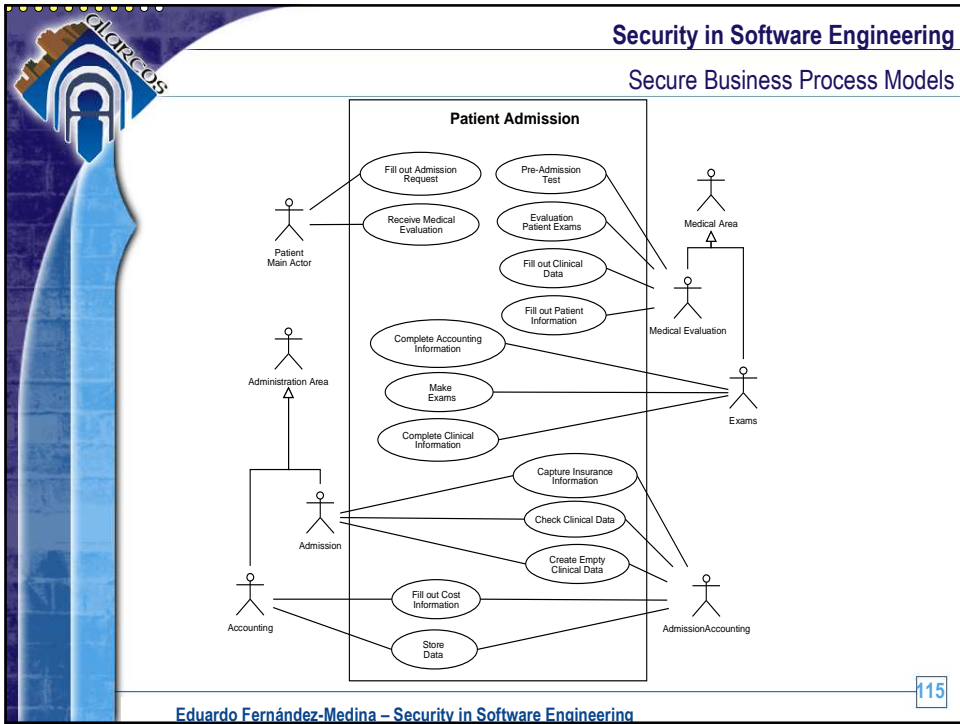 alarcos
Security in Software Engineering
Secure Business Process Models
Patient Admission
Fill out Admission
Request
Pre-Admission
Test
Receive Medical
Evaluation
Evaluation
Patient Exams
Patient
Main Actor
Medical Area
Fill out Clinical
Data
Fill out Patient
Information
Medical Evaluation
Complete Accounting
Information
Administration Area
Make
Exams
Exams
Complete Clinical
Information
Capture Insurance
Information
Admission
Check Clinical Data
Create Empty
Clinical Data
Fill out Cost
Information
Accounting
AdmissionAccounting
Store
Data
115
Eduardo Fernández-Medina – Security in Software Engineering